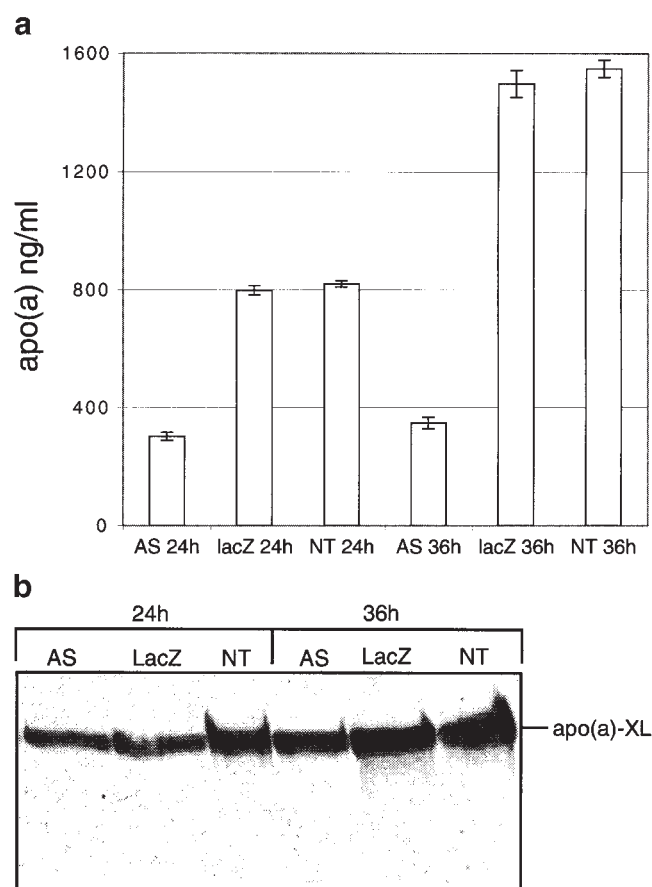 a
apo(a) ng/ml
1600
1200
800
400
0
AS 24h lacZ 24h NT 24h AS 36h lacZ 36h NT 36h
b
24h 36h
AS LacZ NT AS LacZ NT
apo(a)-XL